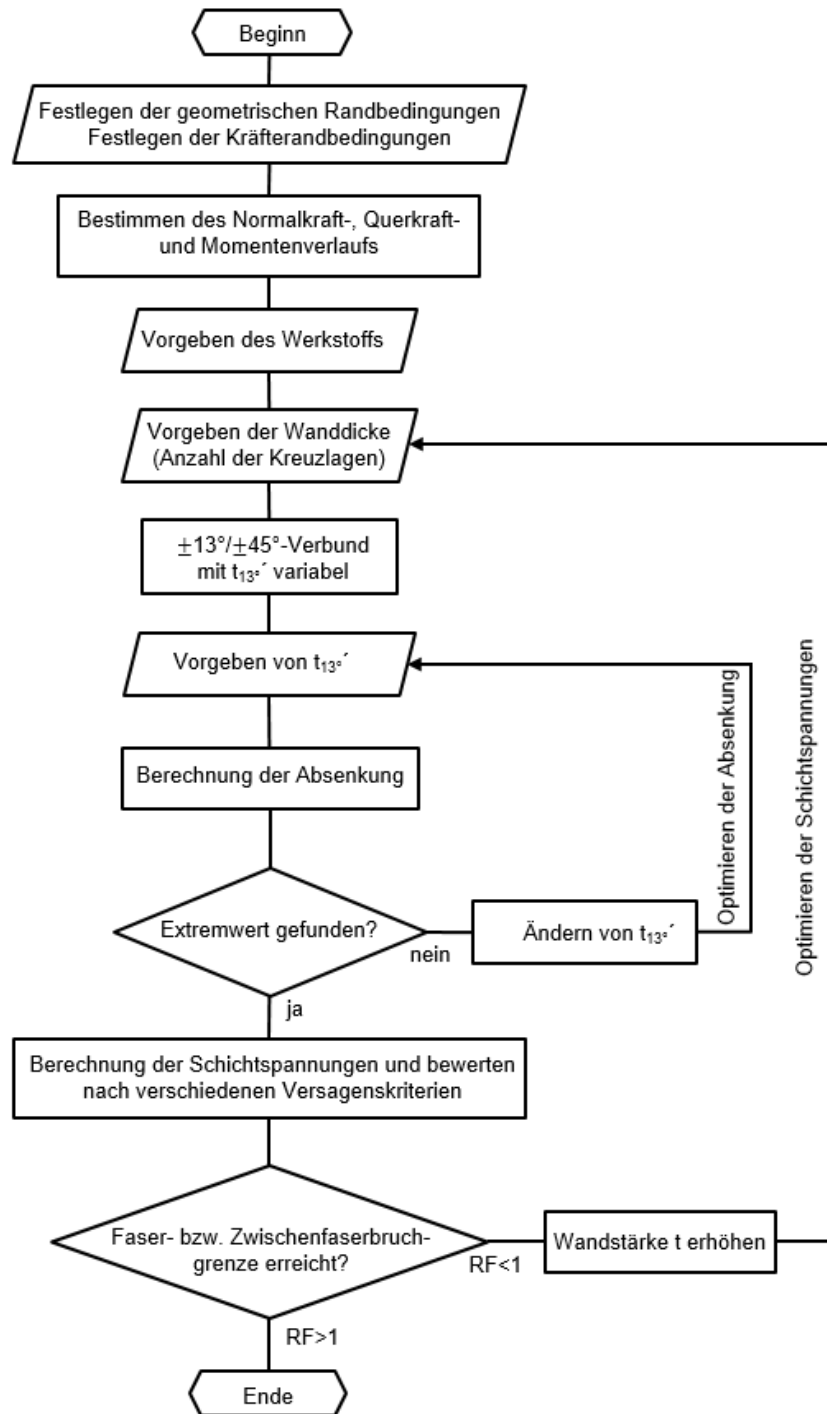 Beginn
Festlegen der geometrischen Randbedingungen
Festlegen der Kräfterandbedingungen
Bestimmen des Normalkraft-, Querkraft-
und Momentenverlaufs
Vorgeben des Werkstoffs
Vorgeben der Wanddicke
(Anzahl der Kreuzlagen)
±13°/±45°-Verbund
mit t₁₃°´ variabel
Vorgeben von t₁₃°´
Berechnung der Absenkung
Extremwert gefunden?
nein
Ändern von t₁₃°´
Optimieren der Absenkung
Optimieren der Schichtspannungen
ja
Berechnung der Schichtspannungen und bewerten
nach verschiedenen Versagenskriterien
Faser- bzw. Zwischenfaserbruch-
grenze erreicht?
RF<1
Wandstärke t erhöhen
RF>1
Ende